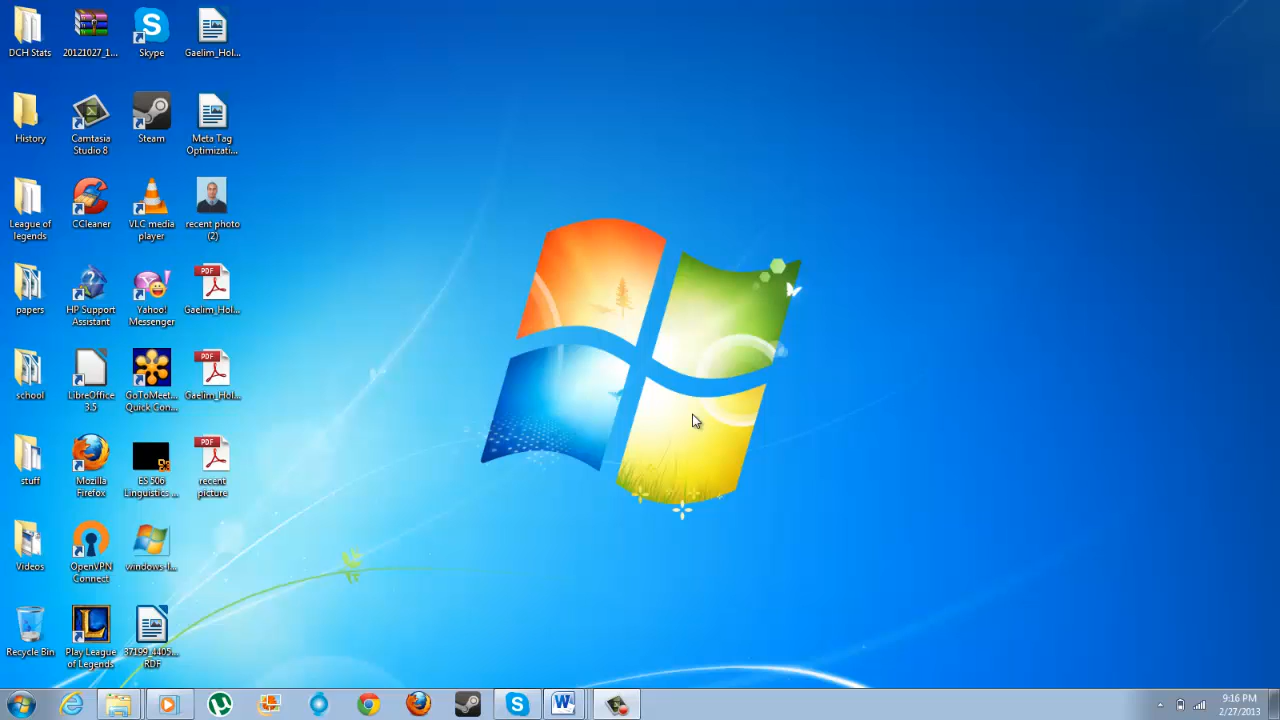 DCH Stats
20121027_1...
Skype
Gaelim_Hol...
History
Camtasia
Studio 8
Steam
Meta Tag
Optimizati...
League of
legends
CCleaner
VLC media
player
recent photo
(2)
papers
HP Support
Assistant
Yahoo!
Messenger
PDF
Gaelim_Hol...
school
LibreOffice
3.5
GoToMeet...
Quick Con...
PDF
Gaelim_Hol...
stuff
Mozilla
Firefox
ES 506
Linguistics ...
PDF
recent
picture
Videos
OpenVPN
Connect
windows-l...
Recycle Bin
Play League
of Legends
37199_4405...
RDF
9:16 PM
2/27/2013